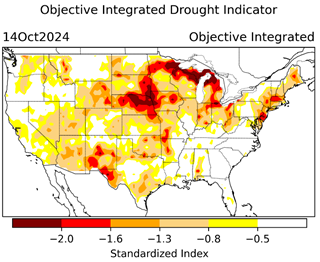 Objective Integrated Drought Indicator
14Oct2024 Objective Integrated
−2.0 −1.6 −1.3 −0.8 −0.5
Standardized Index